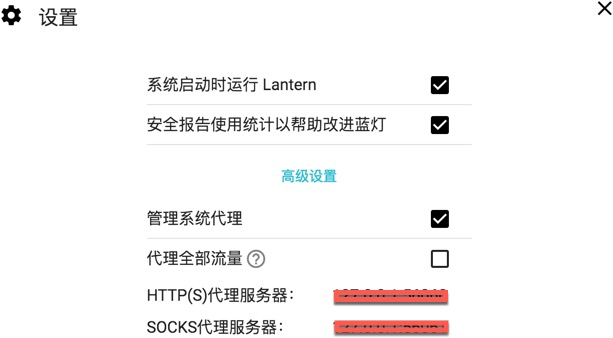 设置
系统启动时运行 Lantern
安全报告使用统计以帮助改进蓝灯
高级设置
管理系统代理
代理全部流量 ?
HTTP(S)代理服务器：
SOCKS代理服务器：